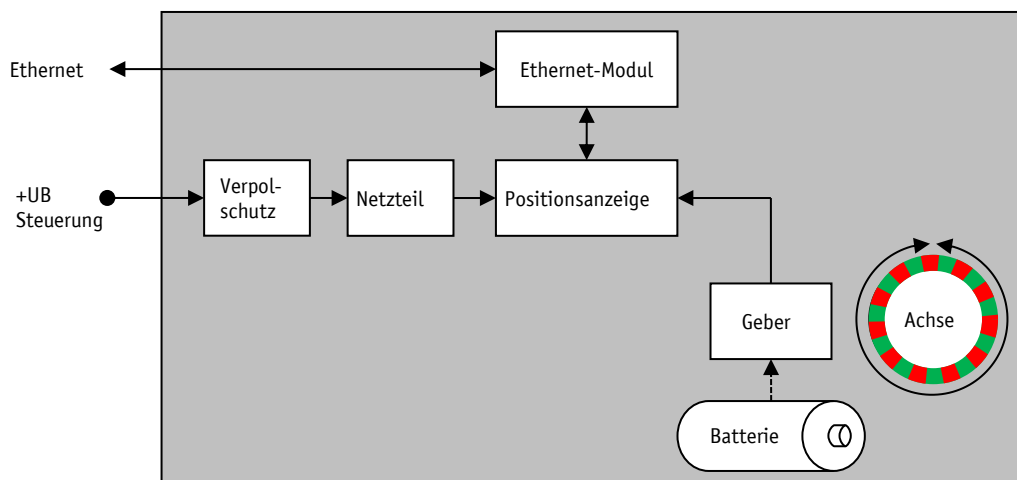 Ethernet
Ethernet-Modul
+UB
Steuerung
Verpol-
schutz
Netzteil
Positionsanzeige
Geber
Achse
Batterie